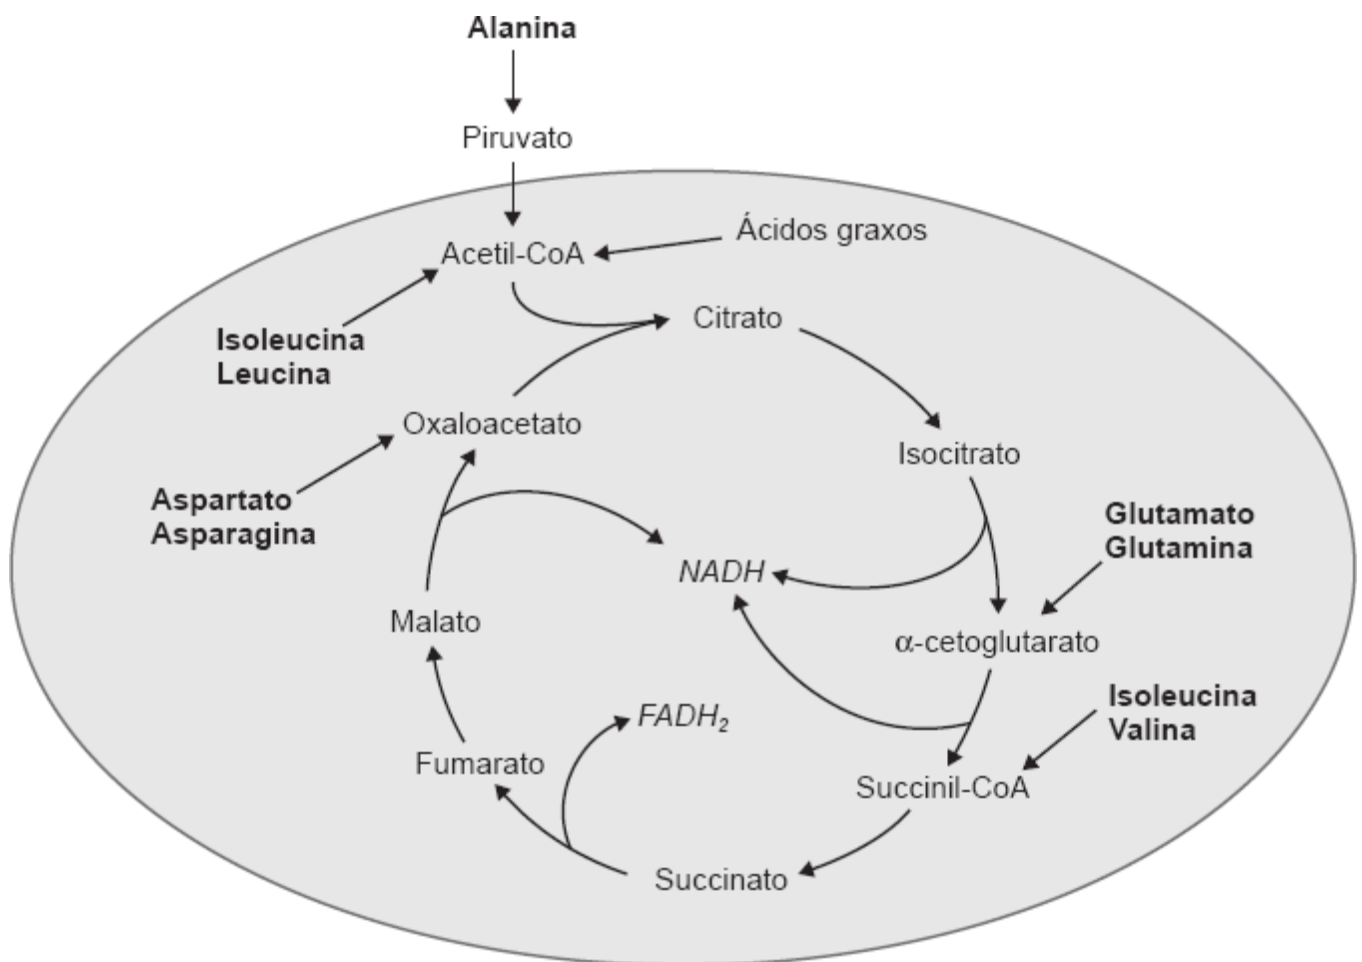 Alanina
Piruvato
Ácidos graxos
Acetil-CoA
Citrato
Isoleucina
Leucina
Oxaloacetato
Isocitrato
Aspartato
Asparagina
Glutamato
Glutamina
NADH
Malato
α-cetoglutarato
Isoleucina
Valina
FADH₂
Fumarato
Succinil-CoA
Succinato